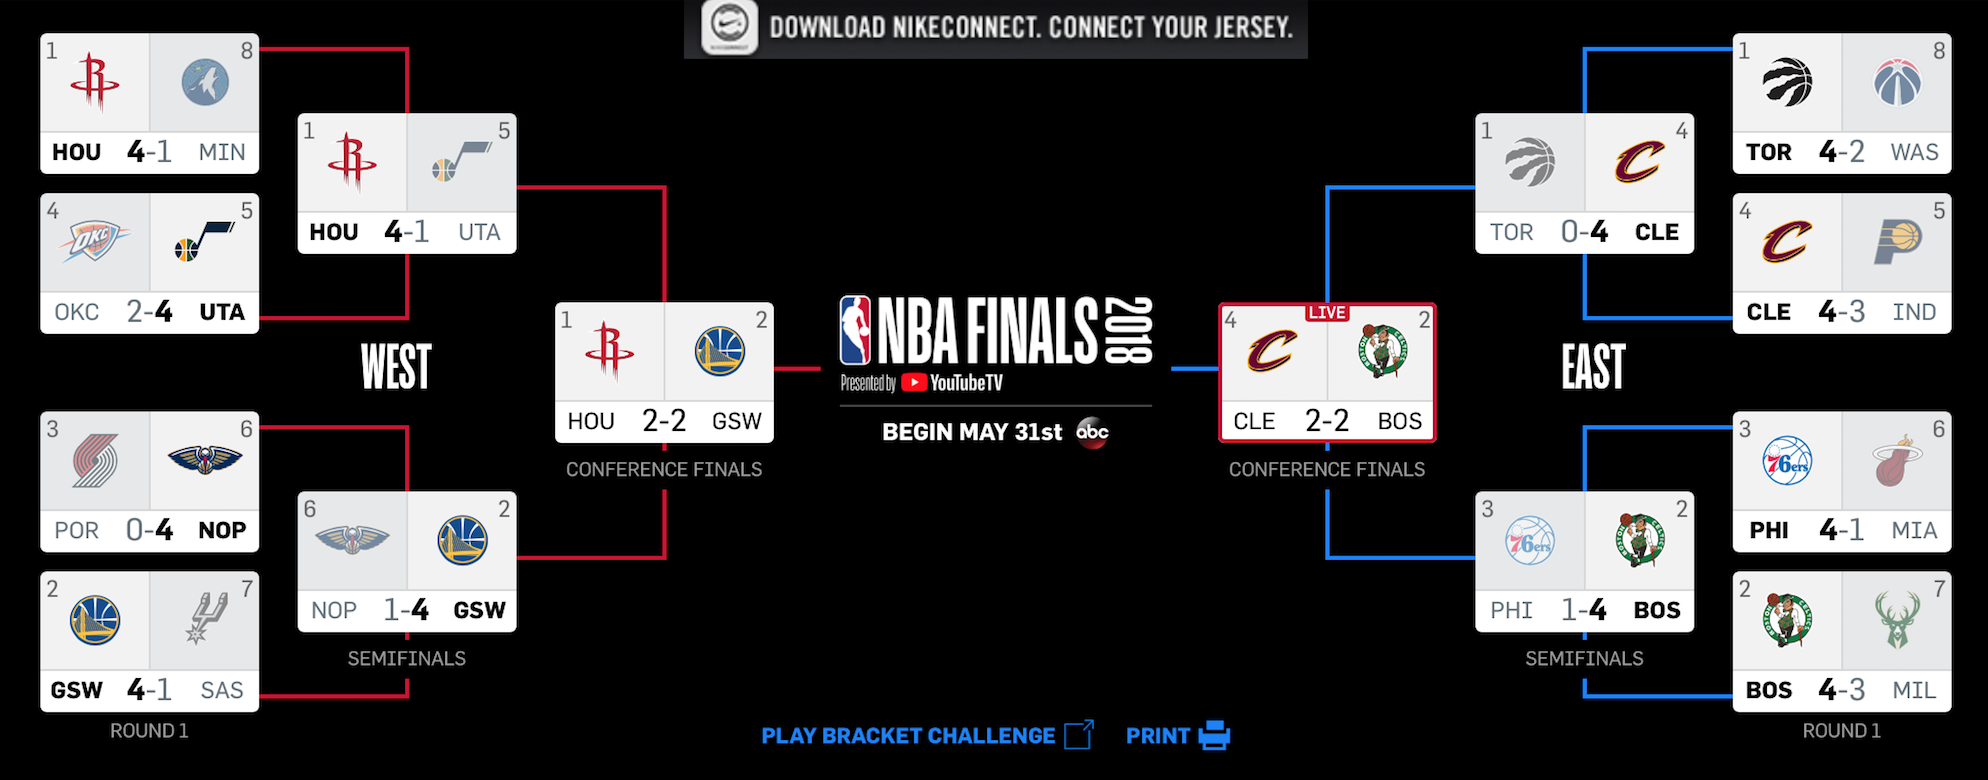 DOWNLOAD NIKECONNECT. CONNECT YOUR JERSEY.
1 8
HOU 4-1 MIN
4 OKC 5
OKC 2-4 UTA
1 5
HOU 4-1 UTA
WEST
3 6
POR 0-4 NOP
2 7
GSW 4-1 SAS
ROUND 1
6 2
NOP 1-4 GSW
SEMIFINALS
1 2
HOU 2-2 GSW
CONFERENCE FINALS
NBA FINALS 2018
Presented by YouTubeTV
BEGIN MAY 31st abc
LIVE
4 2
CLE 2-2 BOS
CONFERENCE FINALS
1 4
TOR 0-4 CLE
1 8
TOR 4-2 WAS
4 5
CLE 4-3 IND
EAST
3 76ers 2
PHI 1-4 BOS
SEMIFINALS
3 76ers 6
PHI 4-1 MIA
2 7
BOS 4-3 MIL
ROUND 1
PLAY BRACKET CHALLENGE
PRINT